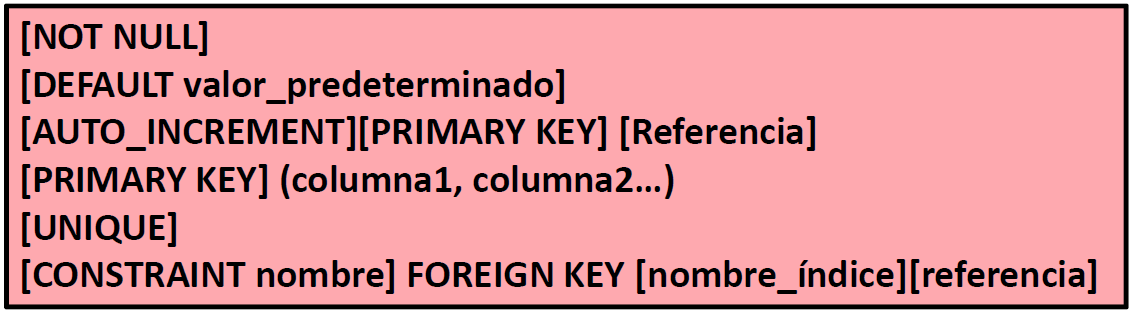 [NOT NULL]
[DEFAULT valor_predeterminado]
[AUTO_INCREMENT][PRIMARY KEY] [Referencia]
[PRIMARY KEY] (columna1, columna2…)
[UNIQUE]
[CONSTRAINT nombre] FOREIGN KEY [nombre_índice][referencia]